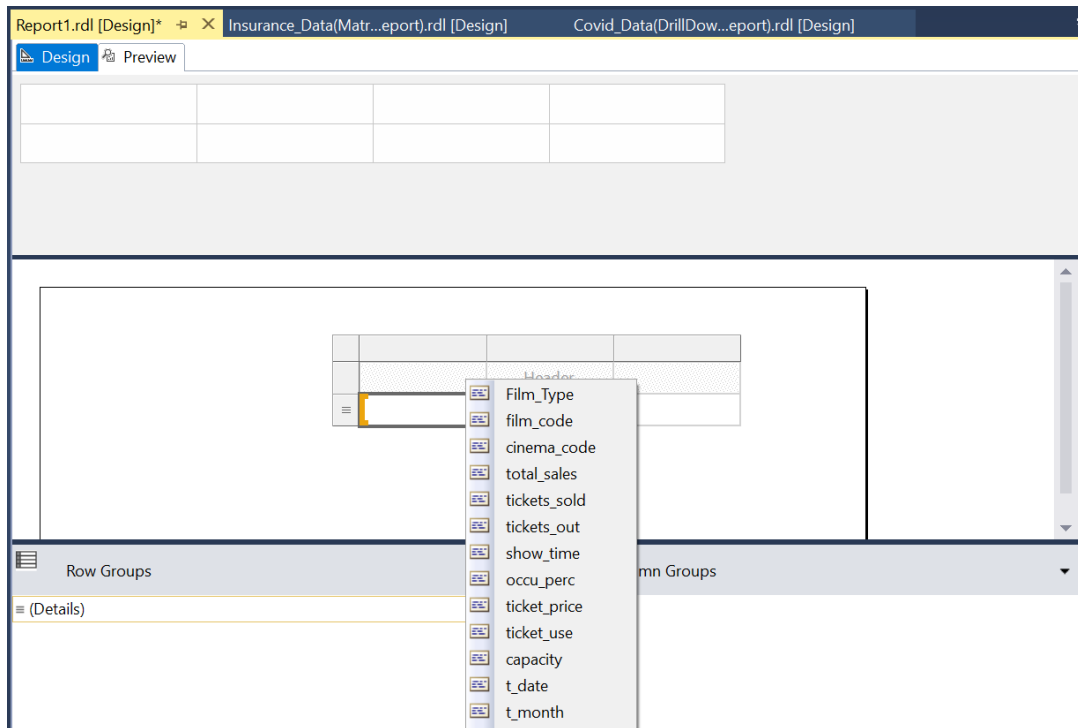 Report1.rdl [Design]* Insurance_Data(Matr...eport).rdl [Design] Covid_Data(DrillDow...eport).rdl [Design]
Design Preview
Header
Film_Type
film_code
cinema_code
total_sales
tickets_sold
tickets_out
show_time
occu_perc
ticket_price
ticket_use
capacity
t_date
t_month
Row Groups mn Groups
(Details)